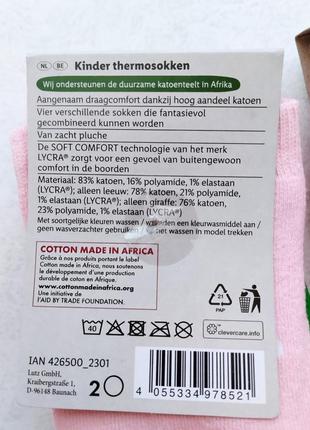 NL BE Kinder thermosokken
Wij ondersteunen de duurzame katoenteelt in Afrika
Aangenaam draagcomfort dankzij hoog aandeel katoen
Vier verschillende sokken die fantasievol
gecombineerd kunnen worden
Van zacht pluche
De SOFT COMFORT technologie van het merk
LYCRA® zorgt voor een gevoel van buitengewoon
comfort in de hoorand.
Materiaal: 83% katoen, 16% polyamide, 1% elastaan
(LYCRA®); alleen leeuw: 78% katoen, 21% polyamide,
1% elastaan (LYCRA®); alleen giraffe: 76% katoen,
23% polyamide, 1% elastaan (LYCRA®)
Met soortgelijke kleuren wassen / wonderen kleurwasmiddel aan /
geen wasverzachter gebruiken / nat in model trekken
COTTON MADE IN AFRICA
Grâce à nos produits portant le label
Cotton made in Africa, nous soutenons
le développement d'une production
durable de coton en Afrique.
www.cottonmadeinafrica.org
Une initiative de
l'AID BY TRADE FOUNDATION.
21
PAP
40
clevercare.info
IAN 426500_2301
Lutz GmbH,
Kraibergstraße 1,
D-96148 Baunach
2
4 055334 978521